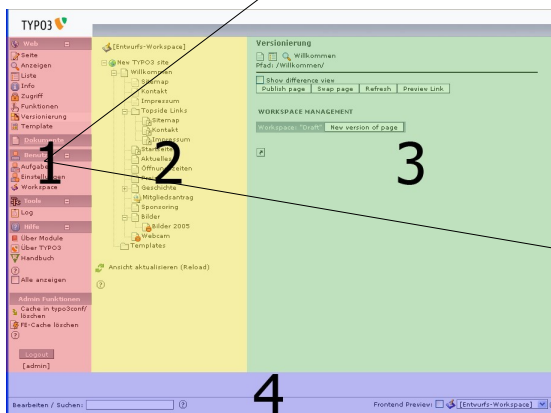 TYPO3
Web
Seite
Anzeigen
Liste
Info
Zugriff
Funktionen
Versionierung
Template
Dokumente
Aufgaben
Einstellungen
Workspace
Tools
Log
Hilfe
Über Module
Über TYPO3
Handbuch
Alle anzeigen
Admin Funktionen
Cache in typo3conf/
löschen
FE-Cache löschen
Logout
[admin]
1
[Entwurfs-Workspace]
New TYPO3 site
Willkommen
Sitemap
Kontakt
Impressum
Topside Links
Sitemap
Kontakt
Impressum
Startseite
Aktuelles
Öffnungszeiten
Geschichte
Mitgliedsantrag
Sponsoring
Bilder
Bilder 2005
Webcam
Templates
Ansicht aktualisieren (Reload)
2
Versionierung
Willkommen
Pfad: /Willkommen/
Show difference view
Publish page Swap page Refresh Preview Link
WORKSPACE MANAGEMENT
Workspace: "Draft" New version of page
3
4
Bearbeiten / Suchen: Frontend Preview: [Entwurfs-Workspace]